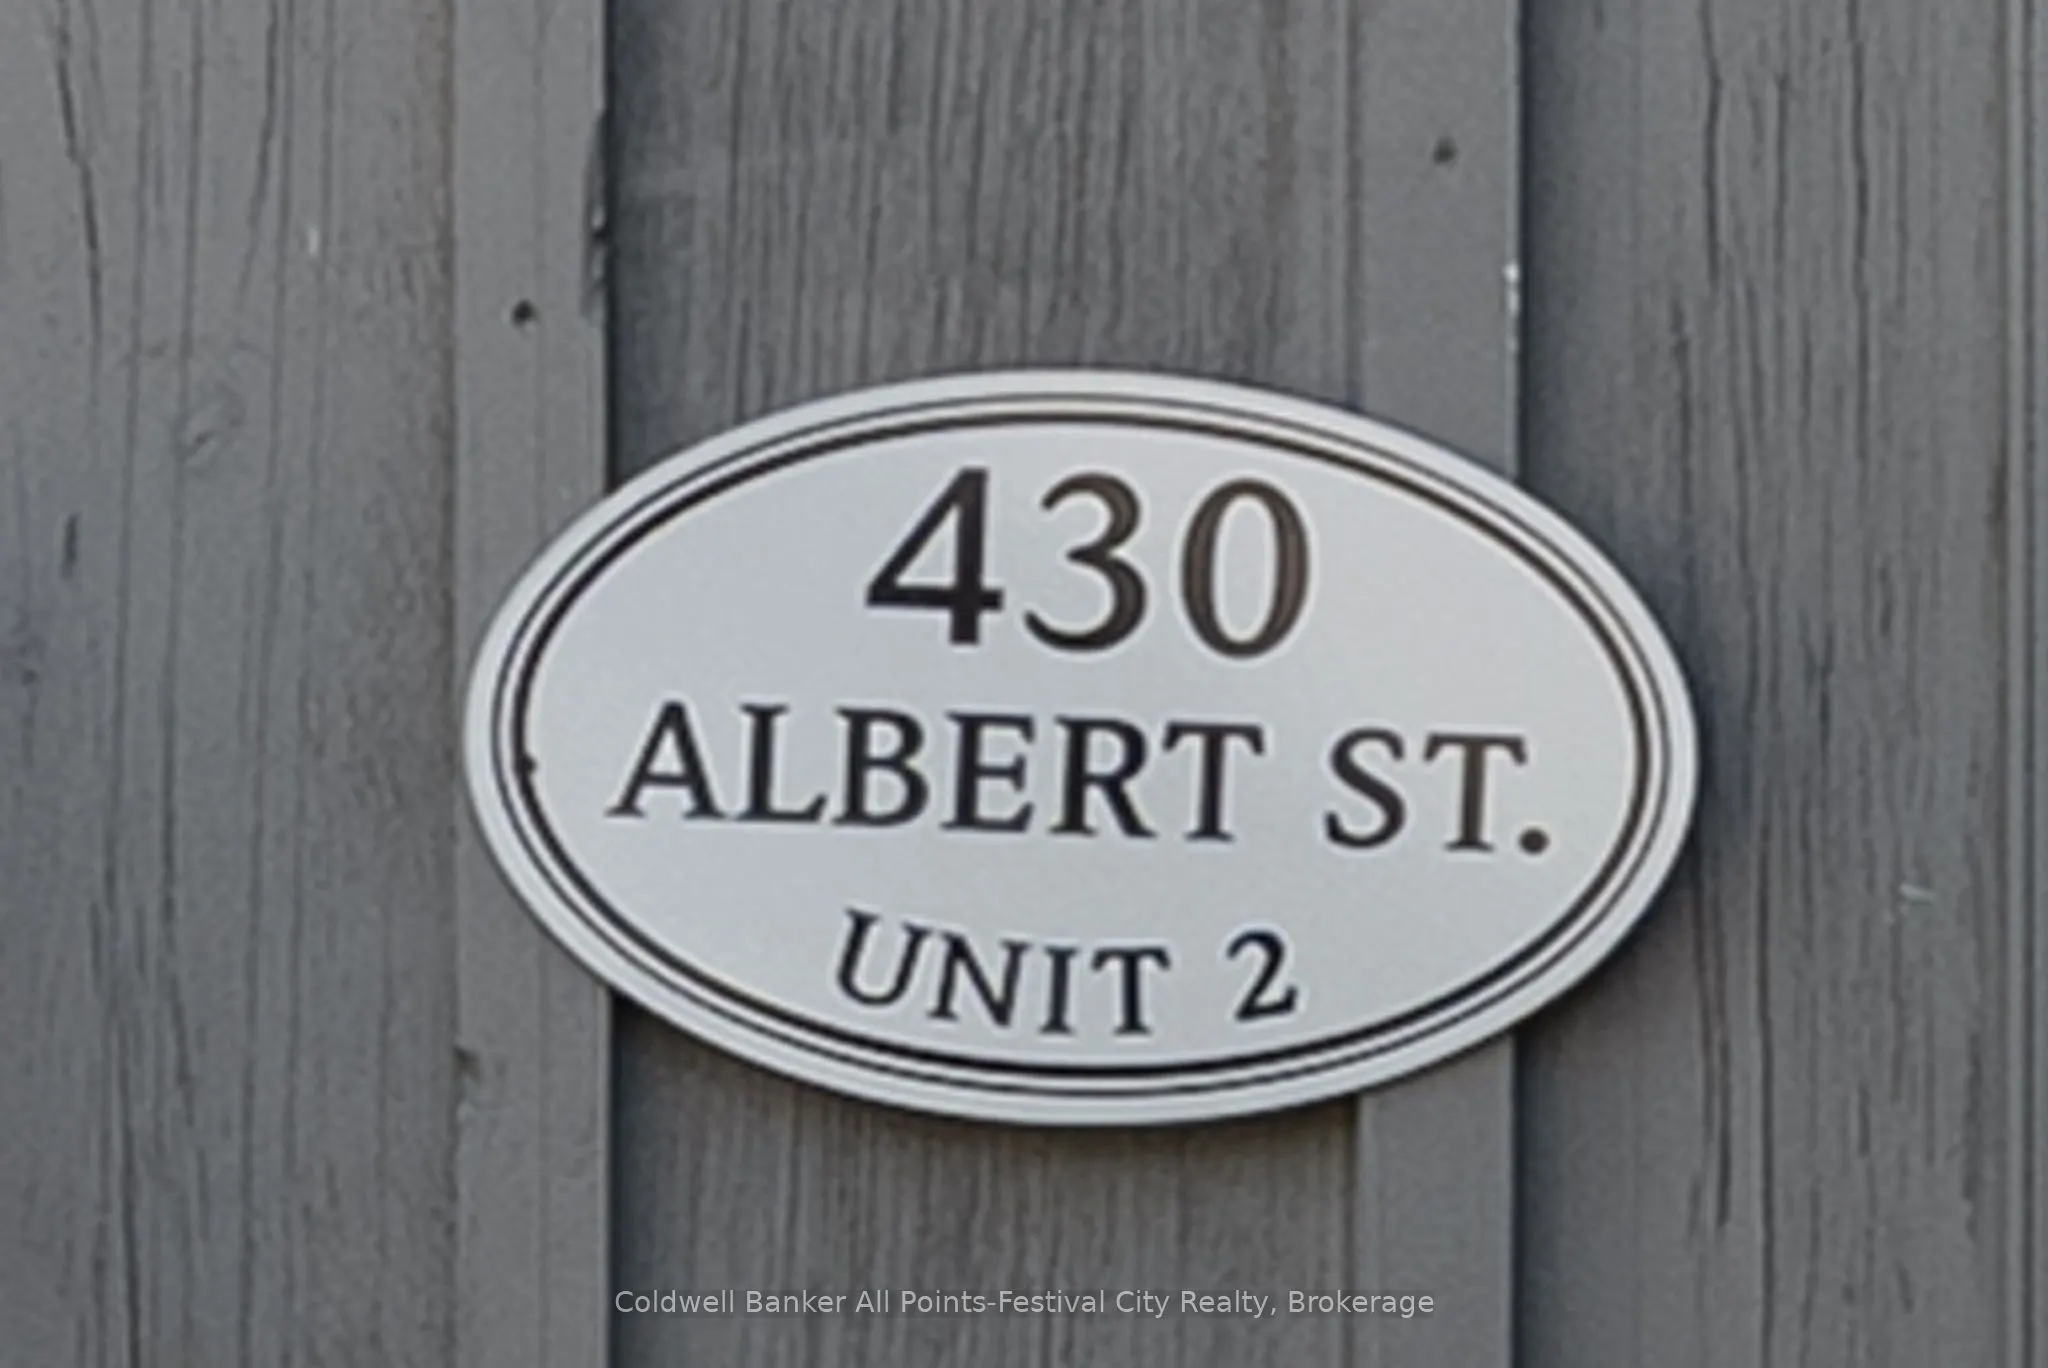 430
ALBERT ST.
UNIT 2
Coldwell Banker All Points-Festival City Realty, Brokerage